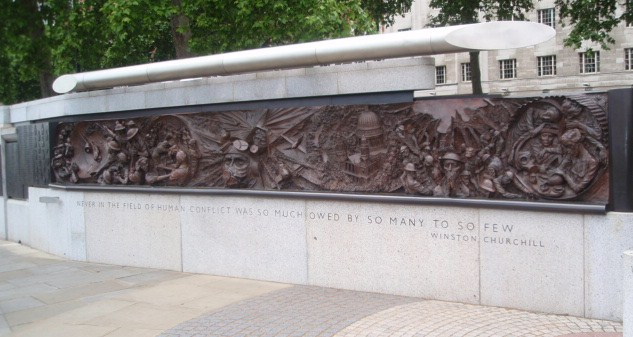 NEVER IN THE FIELD OF HUMAN CONFLICT WAS SO MUCH OWED BY SO MANY TO SO FEW
WINSTON CHURCHILL